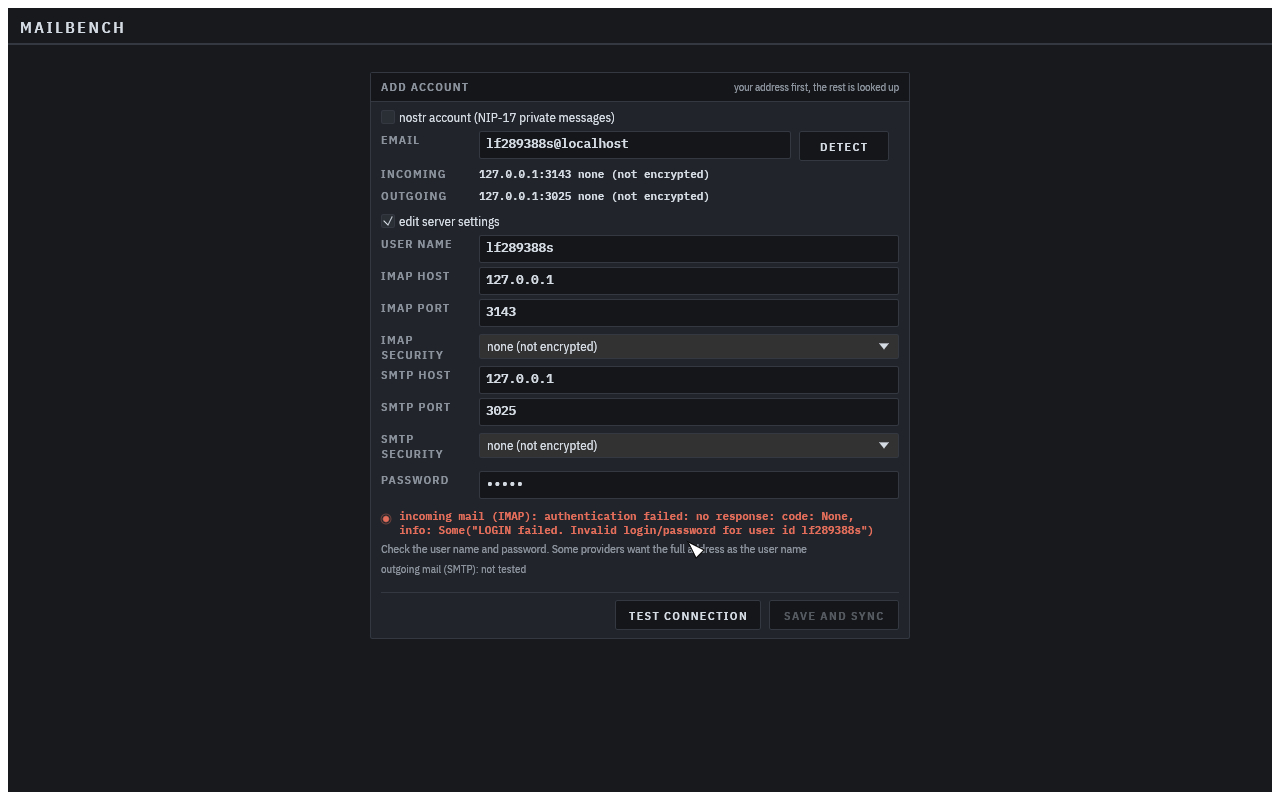 MAILBENCH
ADD ACCOUNT your address first, the rest is looked up
nostr account (NIP-17 private messages)
EMAIL lf289388s@localhost DETECT
INCOMING 127.0.0.1:3143 none (not encrypted)
OUTGOING 127.0.0.1:3025 none (not encrypted)
edit server settings
USER NAME lf289388s
IMAP HOST 127.0.0.1
IMAP PORT 3143
IMAP SECURITY none (not encrypted)
SMTP HOST 127.0.0.1
SMTP PORT 3025
SMTP SECURITY none (not encrypted)
PASSWORD •••••
incoming mail (IMAP): authentication failed: no response: code: None,
info: Some("LOGIN failed. Invalid login/password for user id lf289388s")
Check the user name and password. Some providers want the full address as the user name
outgoing mail (SMTP): not tested
TEST CONNECTION SAVE AND SYNC